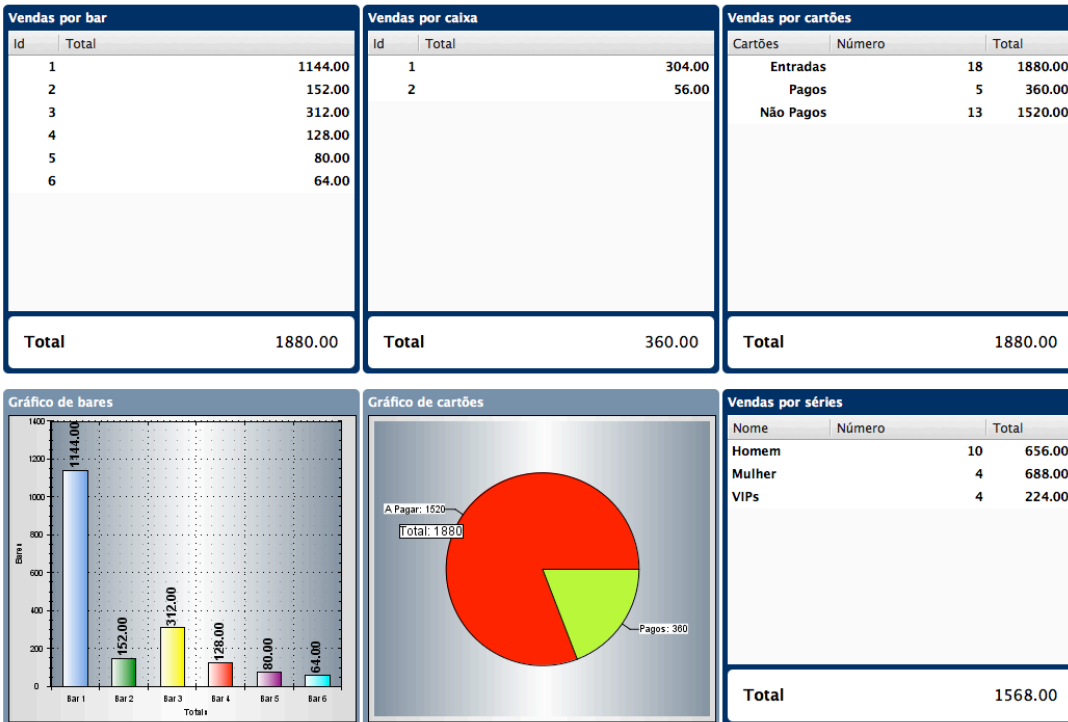 Vendas por bar
Id Total
1 1144.00
2 152.00
3 312.00
4 128.00
5 80.00
6 64.00
Total 1880.00
Vendas por caixa
Id Total
1 304.00
2 56.00
Total 360.00
Vendas por cartões
Cartões Número Total
Entradas 18 1880.00
Pagos 5 360.00
Não Pagos 13 1520.00
Total 1880.00
Gráfico de bares
1400
1200
1000
800
600
400
200
0
Bares
1144.00
152.00
312.00
128.00
80.00
64.00
Bar 1 Bar 2 Bar 3 Bar 4 Bar 5 Bar 6
Totais
Gráfico de cartões
A Pagar: 1520
Total: 1880
Pagos: 360
Vendas por séries
Nome Número Total
Homem 10 656.00
Mulher 4 688.00
VIPs 4 224.00
Total 1568.00